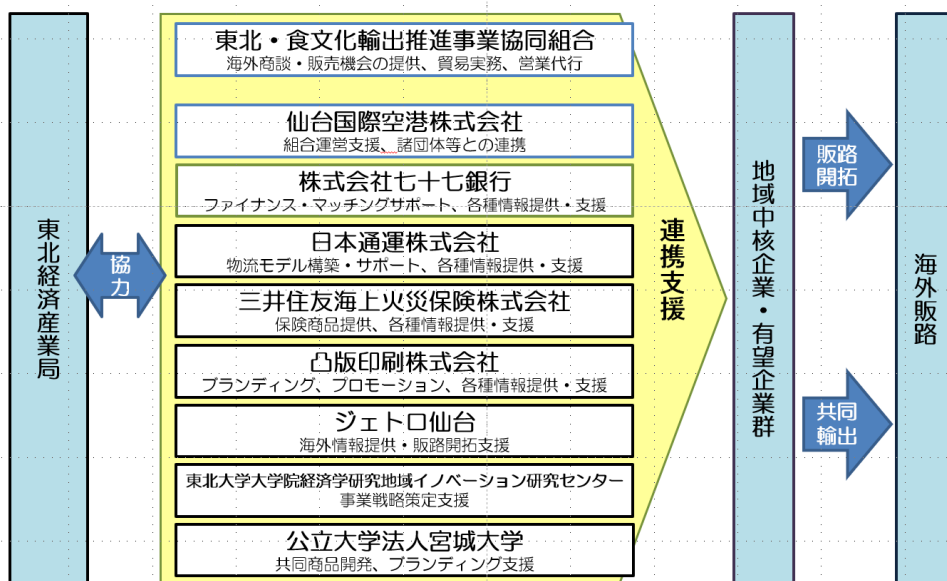 東北経済産業局
協
力
東北・食文化輸出推進事業協同組合
海外商談・販売機会の提供、貿易実務、営業代行
仙台国際空港株式会社
組合運営支援、諸団体等との連携
株式会社七十七銀行
ファイナンス・マッチングサポート、各種情報提供・支援
日本通運株式会社
物流モデル構築・サポート、各種情報提供・支援
三井住友海上火災保険株式会社
保険商品提供、各種情報提供・支援
凸版印刷株式会社
ブランディング、プロモーション、各種情報提供・支援
ジェトロ仙台
海外情報提供・販路開拓支援
東北大学大学院経済学研究地域イノベーション研究センター
事業戦略策定支援
公立大学法人宮城大学
共同商品開発、ブランディング支援
連携支援
地域中核企業・有望企業群
販路
開拓
共同
輸出
海外販路